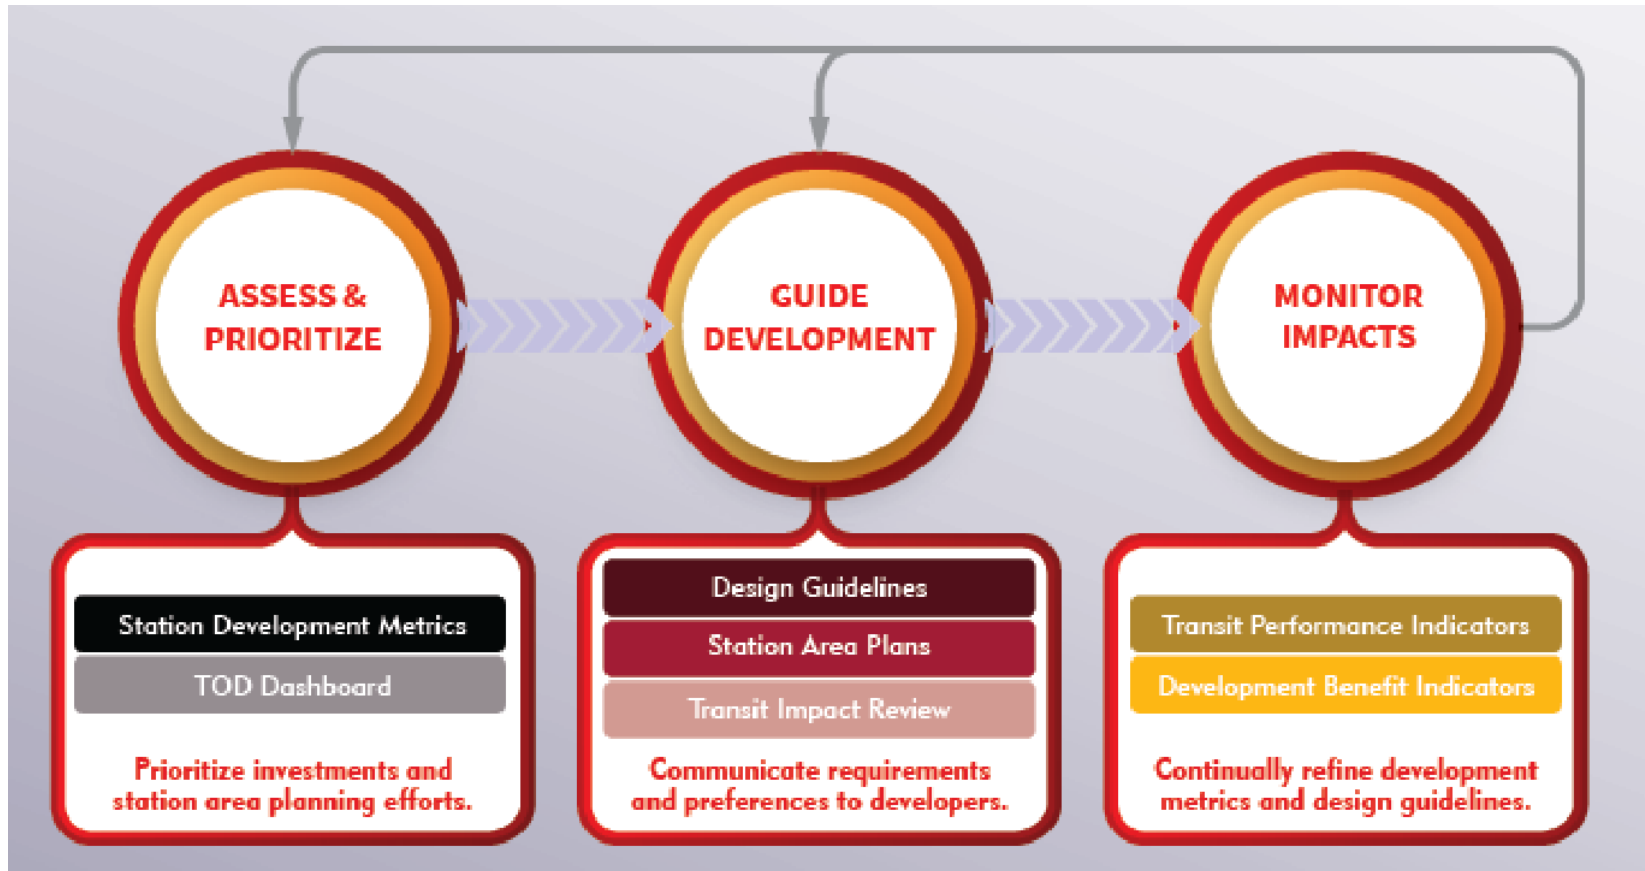 ASSESS &
PRIORITIZE
GUIDE
DEVELOPMENT
MONITOR
IMPACTS
Station Development Metrics
TOD Dashboard
Prioritize investments and
station area planning efforts.
Design Guidelines
Station Area Plans
Transit Impact Review
Communicate requirements
and preferences to developers.
Transit Performance Indicators
Development Benefit Indicators
Continually refine development
metrics and design guidelines.